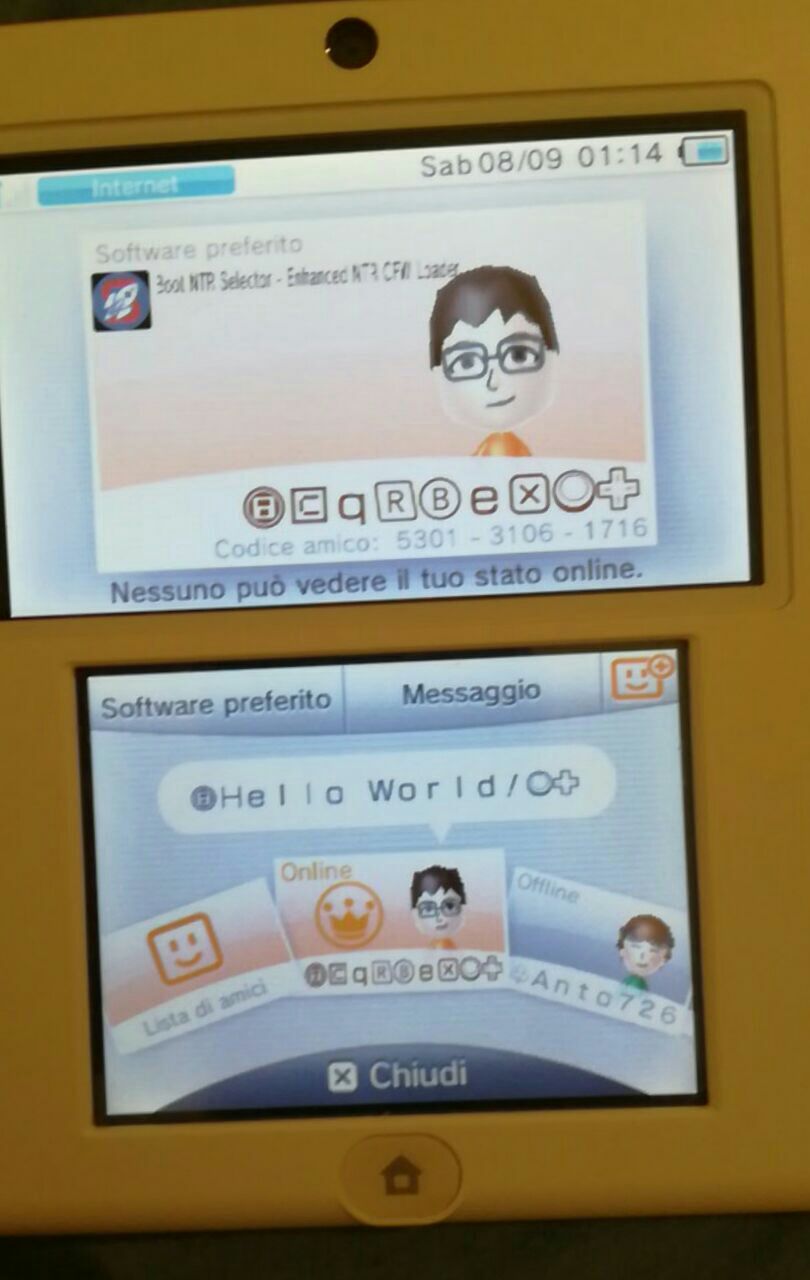 Internet
Sab 08/09 01:14
Software preferito
Boot NTR Selector - Enhanced NTR CFW Loader
q R B e X
Codice amico: 5301 - 3106 - 1716
Nessuno può vedere il tuo stato online.
Software preferito Messaggio
Hello World/
Online
Offline
q R B e X
Anto726
Lista di amici
X Chiudi